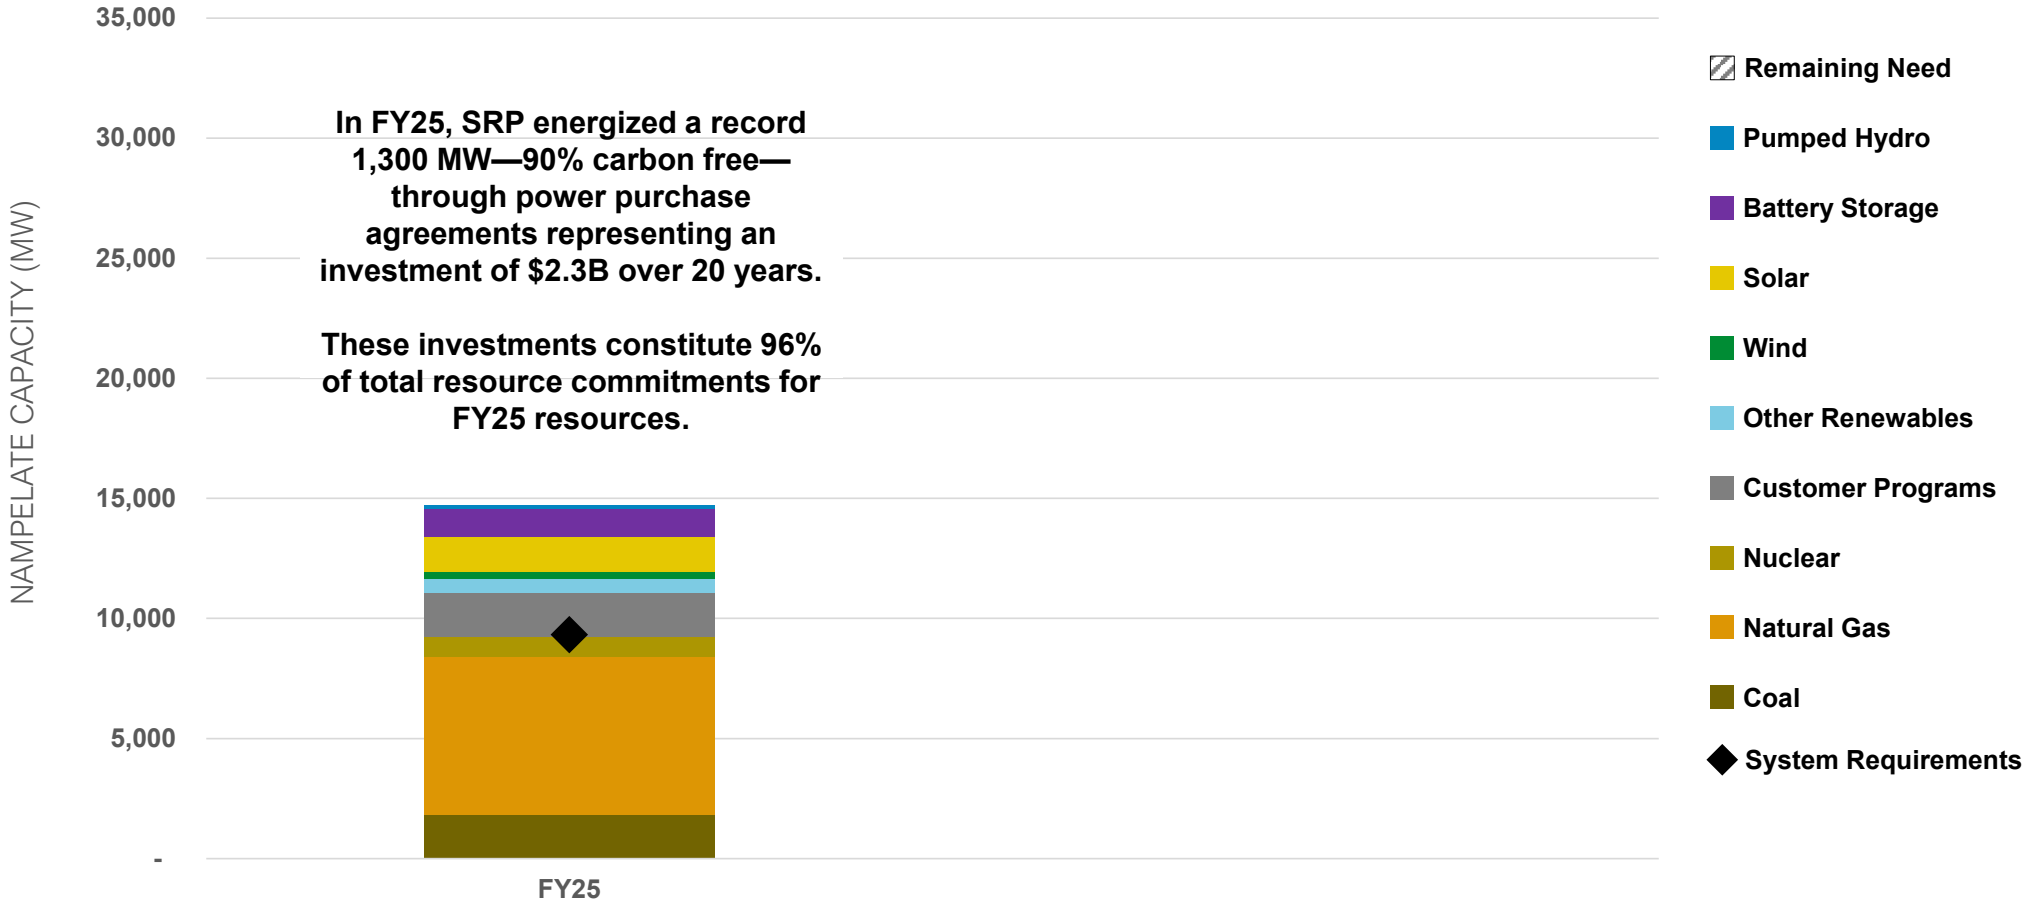 35,000
30,000
25,000
20,000
15,000
10,000
5,000
-
NAMPELATE CAPACITY (MW)
In FY25, SRP energized a record
1,300 MW—90% carbon free—
through power purchase
agreements representing an
investment of $2.3B over 20 years.
These investments constitute 96%
of total resource commitments for
FY25 resources.
FY25
Remaining Need
Pumped Hydro
Battery Storage
Solar
Wind
Other Renewables
Customer Programs
Nuclear
Natural Gas
Coal
System Requirements